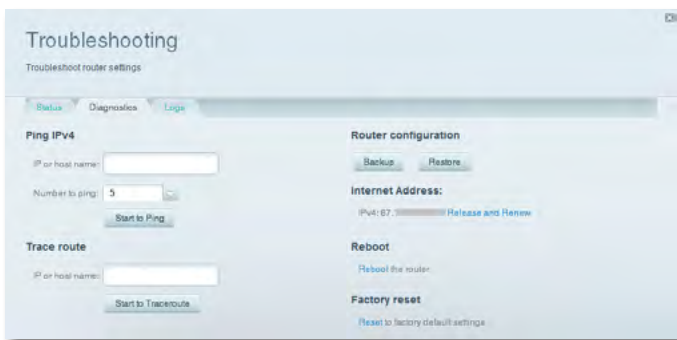 Troubleshooting
Troubleshoot router settings
Status
Diagnostics
Logs
Ping IPv4
IP or host name:
Number to ping: 5
Start to Ping
Trace route
IP or host name:
Start to Traceroute
Router configuration
Backup
Restore
Internet Address:
IPv4: 67. Release and Renew
Reboot
Reboot the router
Factory reset
Reset to factory default settings